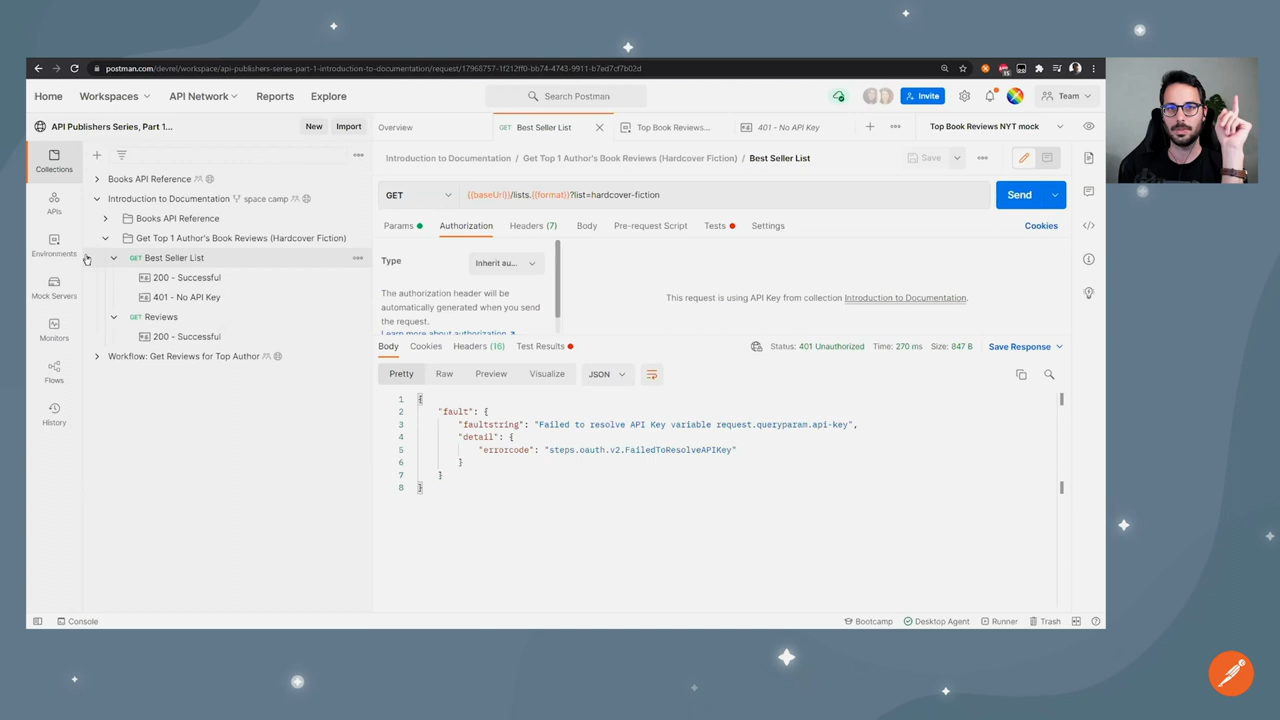 postman.com/devrel/workspace/api-publishers-series-part-1-introduction-to-documentation/request/17968757-1f212ff0-bb74-4743-9911-b7ed7cf7b02d
Home Workspaces API Network Reports Explore Search Postman Invite Team
API Publishers Series, Part 1... New Import Overview GET Best Seller List Top Book Reviews... 401 - No API Key Top Book Reviews NYT mock
Collections
APIs
Environments
Mock Servers
Monitors
Flows
History
Books API Reference
Introduction to Documentation space camp
Books API Reference
Get Top 1 Author's Book Reviews (Hardcover Fiction)
GET Best Seller List
200 - Successful
401 - No API Key
GET Reviews
200 - Successful
Workflow: Get Reviews for Top Author
Introduction to Documentation / Get Top 1 Author's Book Reviews (Hardcover Fiction) / Best Seller List Save
GET {{baseUrl}}/lists.{{format}}?list=hardcover-fiction Send
Params Authorization Headers (7) Body Pre-request Script Tests Settings Cookies
Type Inherit au...
The authorization header will be
automatically generated when you send
the request.
Learn more about authorization
This request is using API Key from collection Introduction to Documentation.
Body Cookies Headers (16) Test Results Status: 401 Unauthorized Time: 270 ms Size: 847 B Save Response
Pretty Raw Preview Visualize JSON
1 {
2 "fault": {
3 "faultstring": "Failed to resolve API Key variable request.queryparam.api-key",
4 "detail": {
5 "errorcode": "steps.oauth.v2.FailedToResolveAPIKey"
6 }
7 }
8 }
Console Bootcamp Desktop Agent Runner Trash